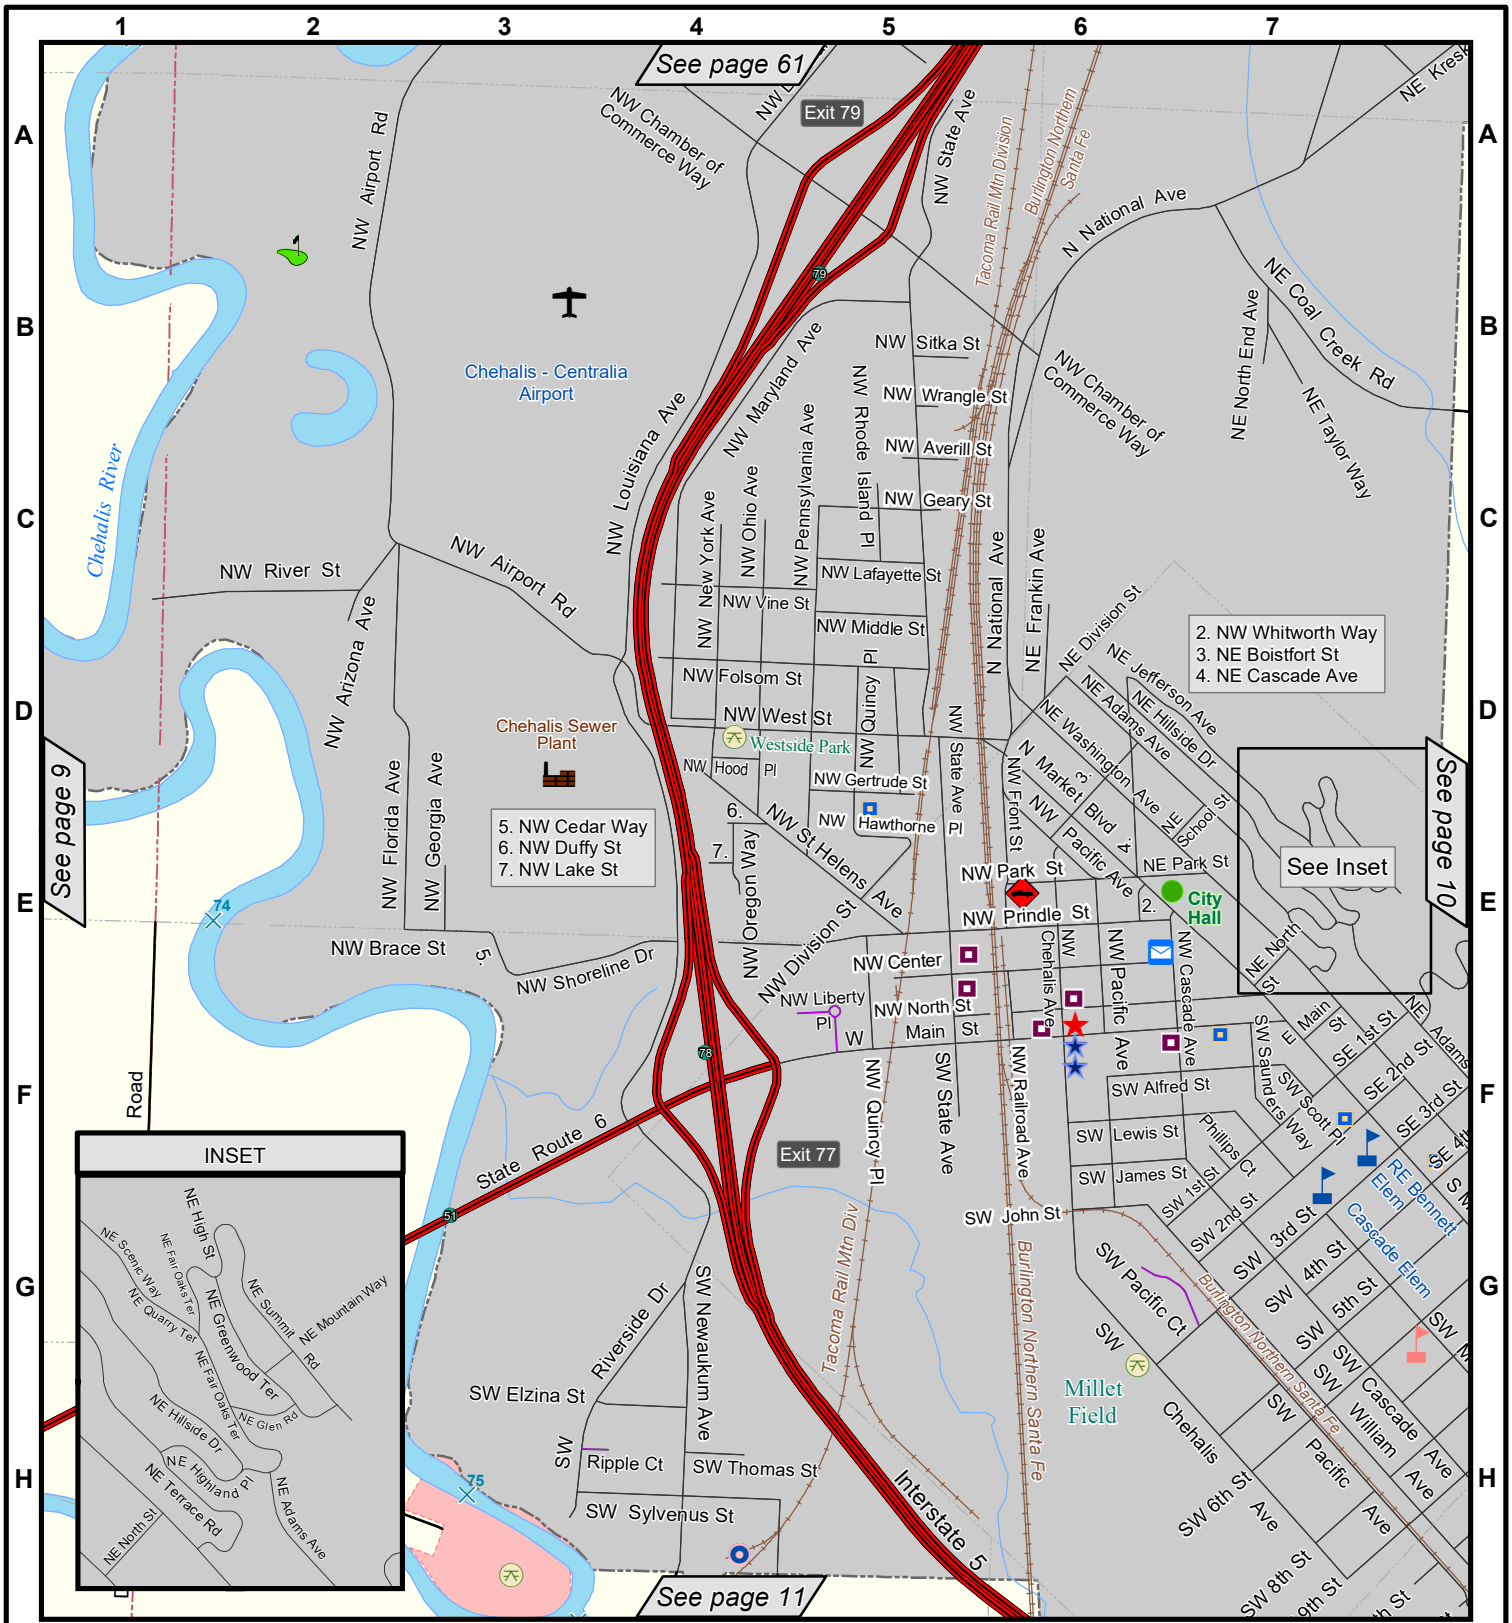 1 2 3 4 5 6 7
A
B
C
D
E
F
G
H
A
B
C
D
E
F
G
H
See page 61
See page 9
See page 10
See page 11
Exit 79
79
NW Chamber of
Commerce Way
NW State Ave
Tacoma Rail Mtn Division
Burlington Northern
Santa Fe
N National Ave
NW Airport Rd
NE Coal Creek Rd
NE North End Ave
NE Taylor Way
NW Chamber of
Commerce Way
Chehalis - Centralia
Airport
Chehalis River
NW Louisiana Ave
NW Maryland Ave
NW Sitka St
NW Wrangle St
NW Averill St
NW Geary St
NW Rhode Island Pl
NW Pennsylvania Ave
NW Ohio Ave
NW New York Ave
NW Lafayette St
NW Vine St
NW Middle St
NW Folsom St
NW West St
NW River St
NW Airport Rd
NW Arizona Ave
N National Ave
NE Frankin Ave
NE Division St
2. NW Whitworth Way
3. NE Boistfort St
4. NE Cascade Ave
NE Jefferson Ave
NE Hillside Dr
NE Adams Ave
NE Washington Ave
N Market Blvd
NW Pacific Ave
3.
4.
2.
NE School St
NE Park St
Chehalis Sewer
Plant
Westside Park
NW Quincy Pl
NW Hood Pl
NW Gertrude St
NW Hawthorne Pl
NW State Ave
NW Front St
5. NW Cedar Way
6. NW Duffy St
7. NW Lake St
6.
7.
5.
NW St Helens Ave
NW Oregon Way
NW Florida Ave
NW Georgia Ave
NW Park St
NW Prindle St
City
Hall
See Inset
74
NW Brace St
NW Shoreline Dr
NW Division St
NW Center
NW North St
NW Liberty
Pl
W Main St
NW Chehalis Ave
NW Pacific Ave
NW Cascade Ave
NE North St
E Main St
SE 1st St
SE 2nd St
SE 3rd St
SE 4th
NE Adams
SW Saunders Way
SW Scott Pl
78
SW State Ave
NW Railroad Ave
NW Quincy Pl
SW Alfred St
SW Lewis St
SW James St
SW John St
Phillips Ct
SW 1st St
SW 2nd St
SW 3rd St
SW 4th St
SW 5th St
RE Bennett
Elem
Cascade Elem
Road
State Route 6
51
Exit 77
SW Newaukum Ave
Riverside Dr
SW
SW Elzina St
Ripple Ct
SW Thomas St
SW Sylvenus St
Tacoma Rail Mtn Div
Burlington Northern Santa Fe
Burlington Northern Santa Fe
SW Pacific Ct
Millet
Field
SW Chehalis Ave
SW Pacific Ave
SW William Ave
SW Cascade Ave
SW 6th St
SW 8th St
9th St
Interstate 5
75
INSET
NE High St
NE Scenic Way
NE Fair Oaks Ter
NE Quarry Ter
NE Greenwood Ter
NE Summit Rd
NE Mountain Way
NE Fair Oaks Ter
NE Glen Rd
NE Hillside Dr
NE Highland Pl
NE Terrace Rd
NE North St
NE Adams Ave